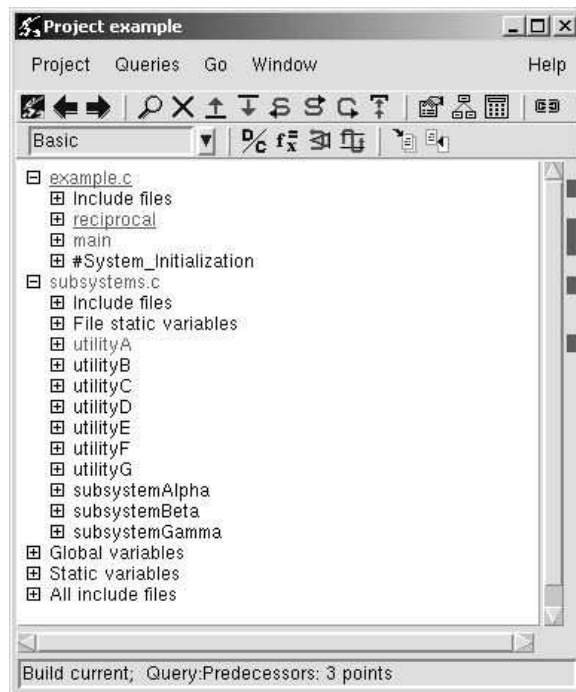 Project example
Project Queries Go Window Help
Basic
example.c
Include files
reciprocal
main
#System_Initialization
subsystems.c
Include files
File static variables
utilityA
utilityB
utilityC
utilityD
utilityE
utilityF
utilityG
subsystemAlpha
subsystemBeta
subsystemGamma
Global variables
Static variables
All include files
Build current; Query:Predecessors: 3 points